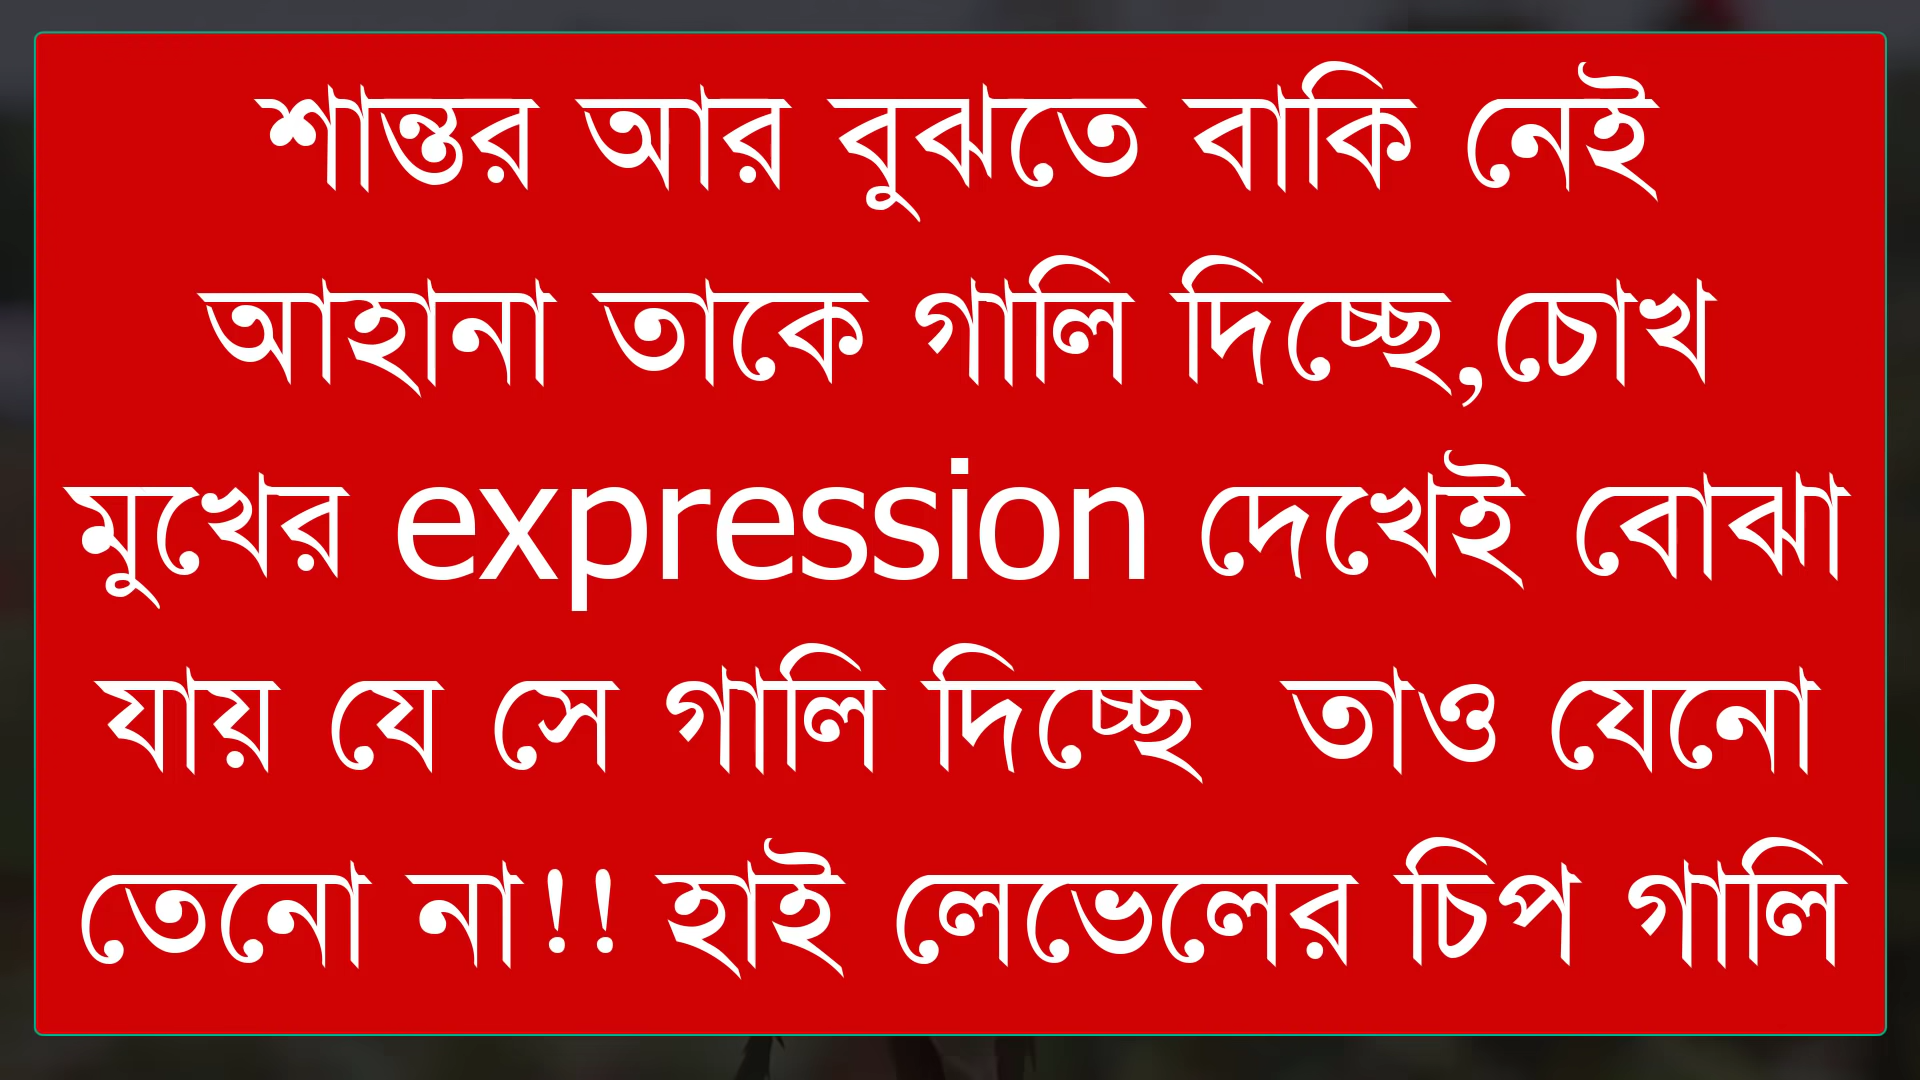 শান্তর আর বুঝতে বাকি নেই
আহানা তাকে গালি দিচ্ছে,চোখ
মুখের expression দেখেই বোঝা
যায় যে সে গালি দিচ্ছে  তাও যেনো
তেনো না!! হাই লেভেলের চিপ গালি